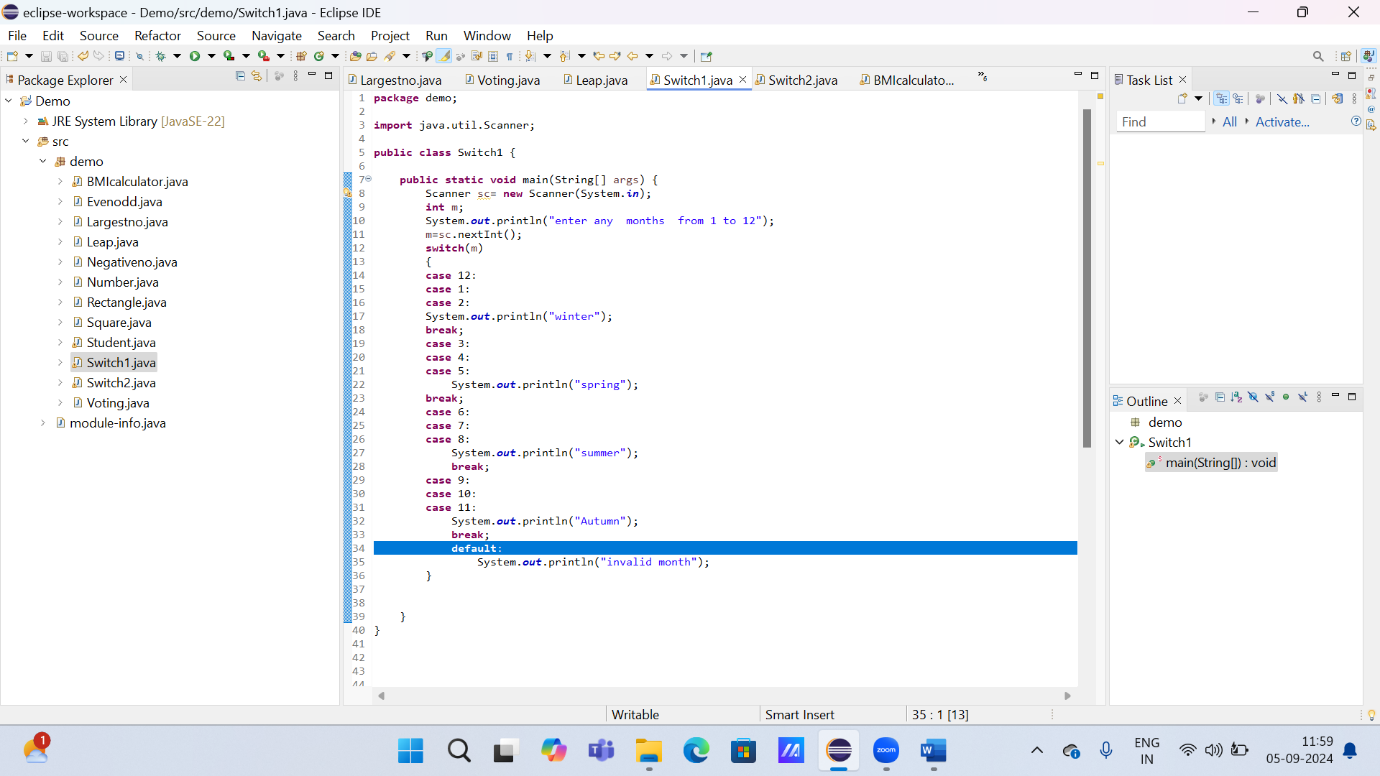 eclipse-workspace - Demo/src/demo/Switch1.java - Eclipse IDE
File Edit Source Refactor Source Navigate Search Project Run Window Help
Package Explorer
Demo
JRE System Library [JavaSE-22]
src
demo
BMIcalculator.java
Evenodd.java
Largestno.java
Leap.java
Negativeno.java
Number.java
Rectangle.java
Square.java
Student.java
Switch1.java
Switch2.java
Voting.java
module-info.java
Largestno.java Voting.java Leap.java Switch1.java Switch2.java BMIcalculato... »6
1 package demo;
2
3 import java.util.Scanner;
4
5 public class Switch1 {
6
7 public static void main(String[] args) {
8 Scanner sc= new Scanner(System.in);
9 int m;
10 System.out.println("enter any  months  from 1 to 12");
11 m=sc.nextInt();
12 switch(m)
13 {
14 case 12:
15 case 1:
16 case 2:
17 System.out.println("winter");
18 break;
19 case 3:
20 case 4:
21 case 5:
22 System.out.println("spring");
23 break;
24 case 6:
25 case 7:
26 case 8:
27 System.out.println("summer");
28 break;
29 case 9:
30 case 10:
31 case 11:
32 System.out.println("Autumn");
33 break;
34 default:
35 System.out.println("invalid month");
36 }
37
38
39 }
40 }
41
42
43
44
Task List
Find All Activate...
Outline
demo
Switch1
main(String[]) : void
Writable Smart Insert 35 : 1 [13]
1
zoom
ENG
IN
11:59
05-09-2024